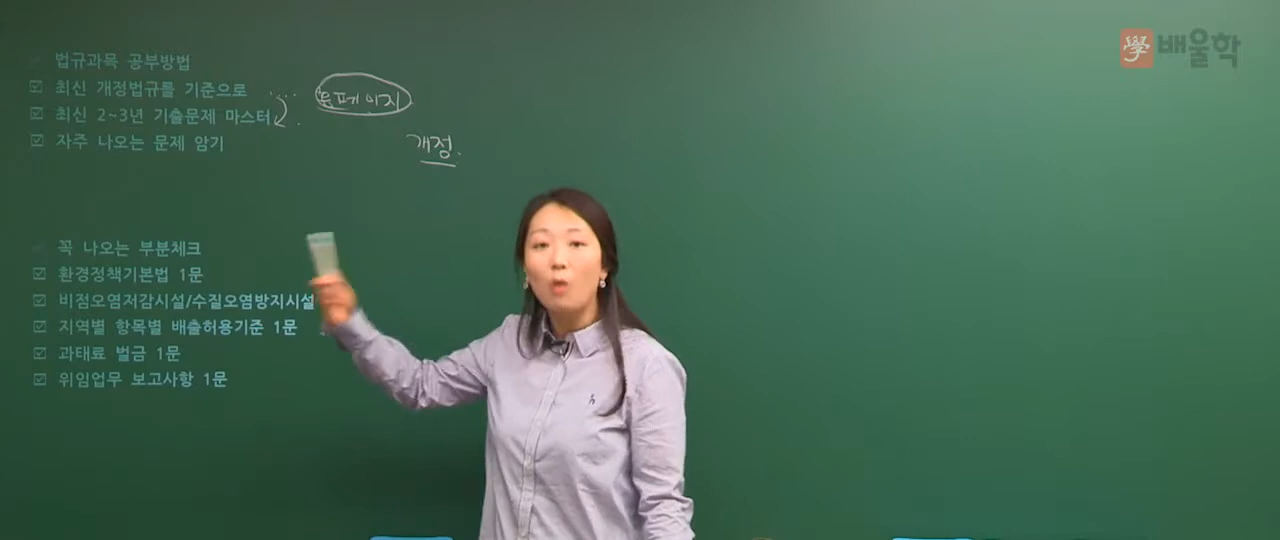 學 배울학
법규과목 공부방법
☑ 최신 개정법규를 기준으로
☑ 최신 2~3년 기출문제 마스터
☑ 자주 나오는 문제 암기
홈페이지
개정.
꼭 나오는 부분체크
☑ 환경정책기본법 1문
☑ 비점오염저감시설/수질오염방지시설
☑ 지역별 항목별 배출허용기준 1문
☑ 과태료 벌금 1문
☑ 위임업무 보고사항 1문